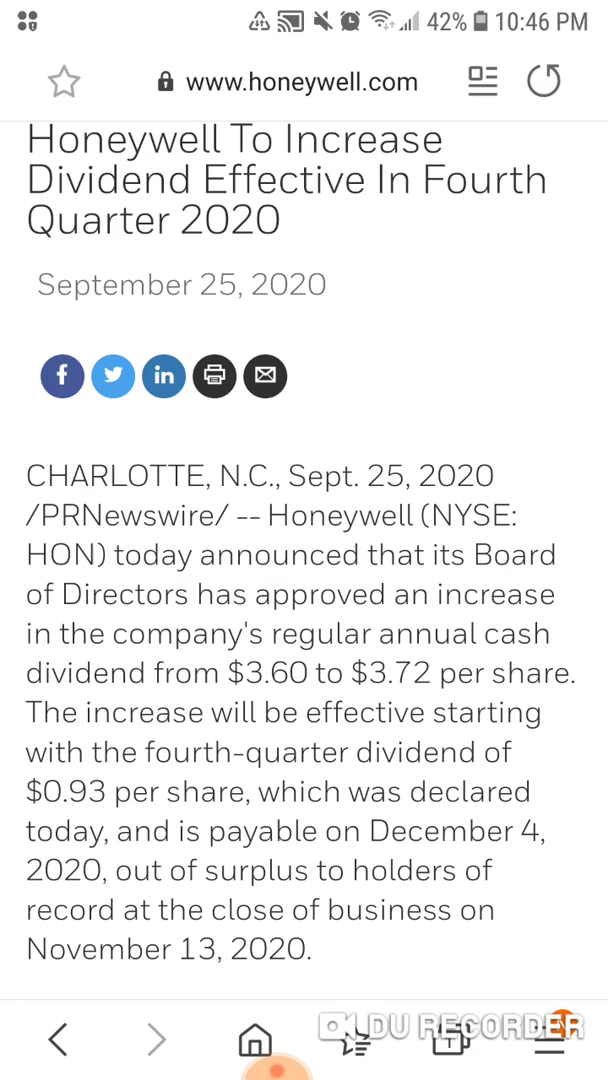 42% 10:46 PM
www.honeywell.com
Honeywell To Increase
Dividend Effective In Fourth
Quarter 2020
September 25, 2020
f in
CHARLOTTE, N.C., Sept. 25, 2020
/PRNewswire/ -- Honeywell (NYSE:
HON) today announced that its Board
of Directors has approved an increase
in the company's regular annual cash
dividend from $3.60 to $3.72 per share.
The increase will be effective starting
with the fourth-quarter dividend of
$0.93 per share, which was declared
today, and is payable on December 4,
2020, out of surplus to holders of
record at the close of business on
November 13, 2020.
DU RECORDER
T
N